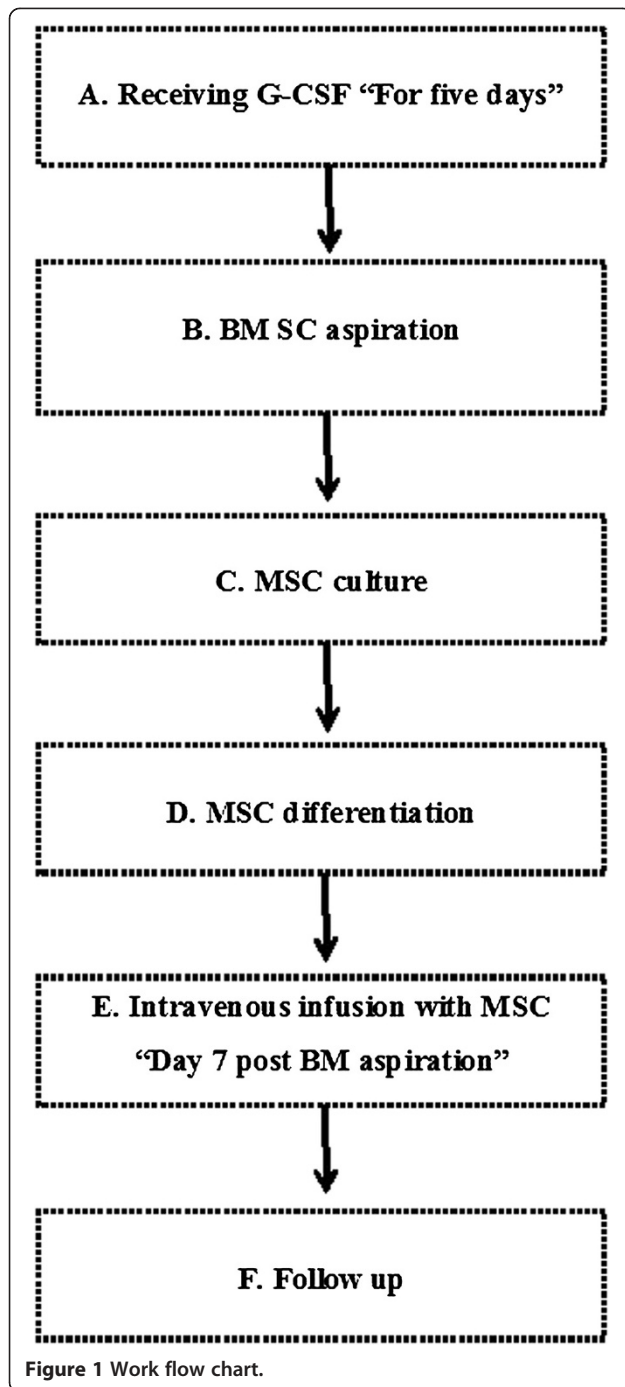 A. Receiving G-CSF “For five days”
B. BM SC aspiration
C. MSC culture
D. MSC differentiation
E. Intravenous infusion with MSC
“Day 7 post BM aspiration”
F. Follow up
Figure 1 Work flow chart.